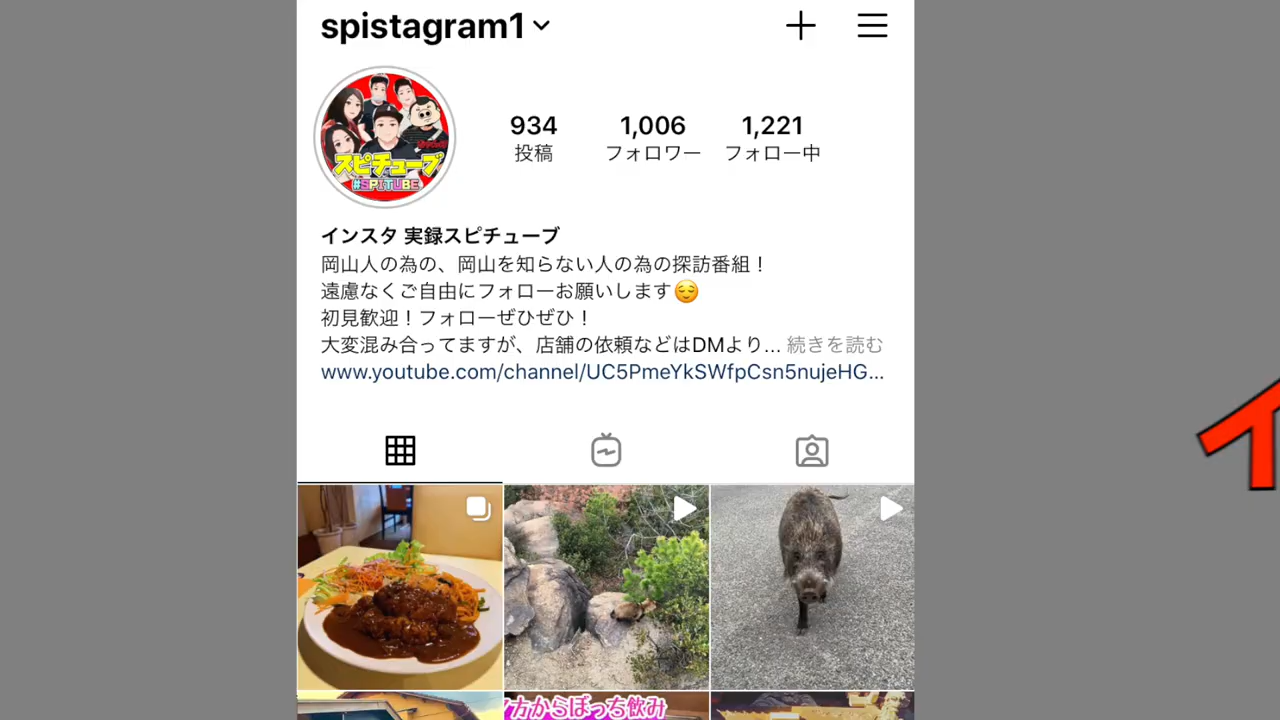 spistagram1
934
1,006
1,221
投稿
フォロワー
フォロー中
スピチューブ
#SPITUBE
インスタ 実録スピチューブ
岡山人の為の、岡山を知らない人の為の探訪番組！
遠慮なくご自由にフォローお願いします😌
初見歓迎！フォローぜひぜひ！
大変混み合ってますが、店舗の依頼などはDMより... 続きを読む
www.youtube.com/channel/UC5PmeYkSWfpCsn5nujeHG...
イ
方からぼっち飲み